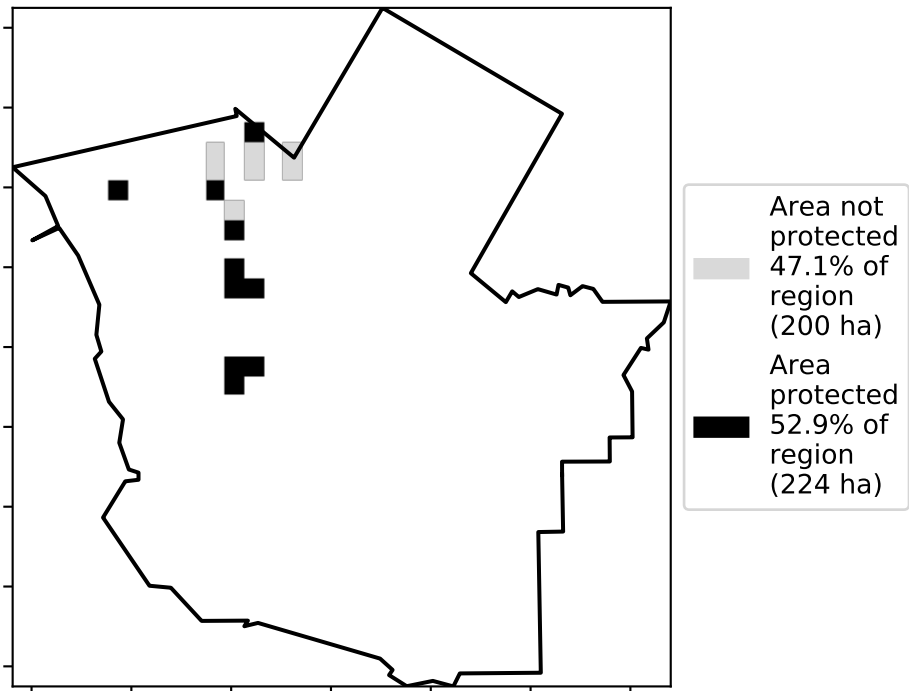 Area not
protected
47.1% of
region
(200 ha)
Area
protected
52.9% of
region
(224 ha)